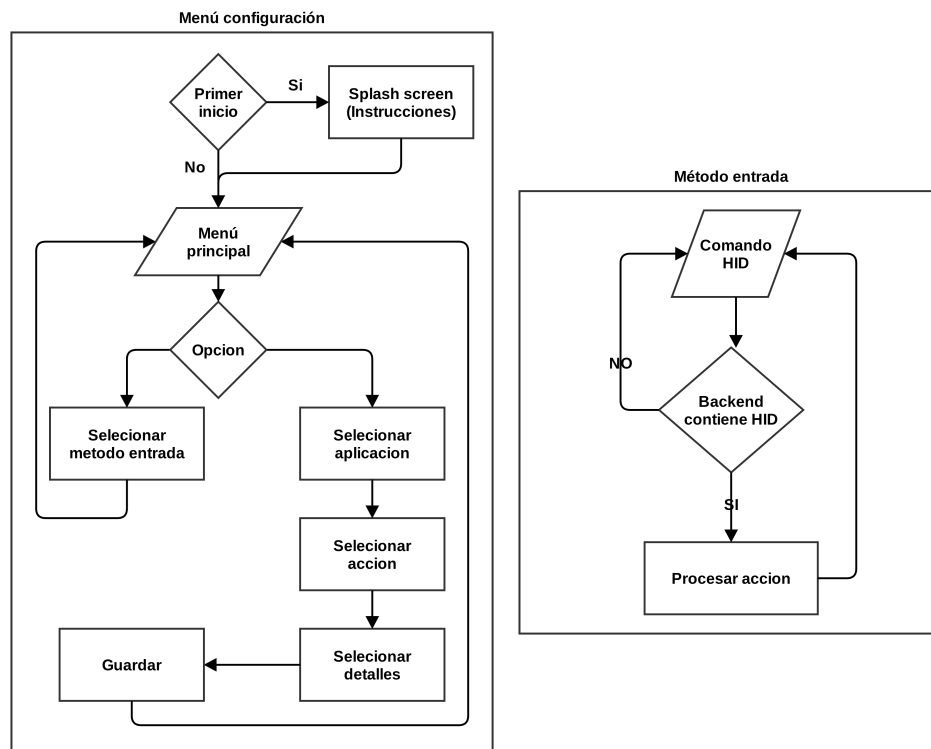 Menú configuración
Primer
inicio
Si
Splash screen
(Instrucciones)
No
Menú
principal
Opcion
Selecionar
metodo entrada
Selecionar
aplicacion
Selecionar
accion
Selecionar
detalles
Guardar
Método entrada
Comando
HID
NO
Backend
contiene HID
SI
Procesar accion